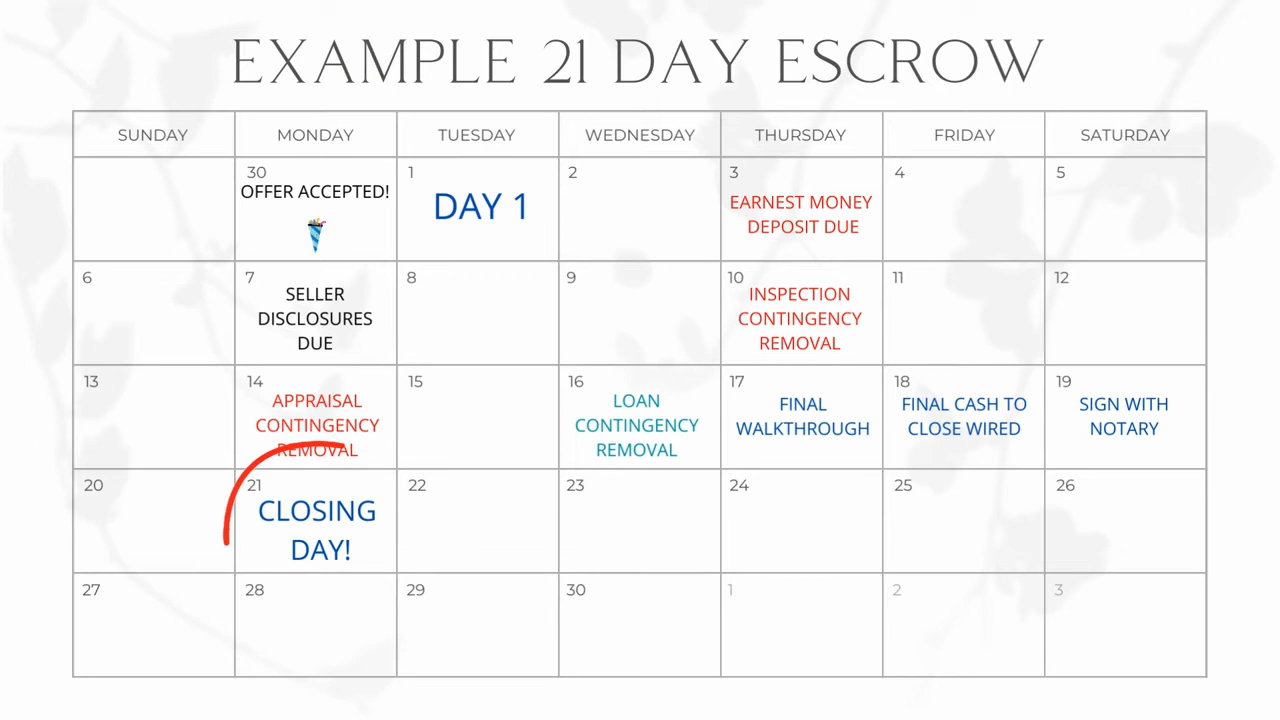 EXAMPLE 21 DAY ESCROW
SUNDAY
MONDAY
TUESDAY
WEDNESDAY
THURSDAY
FRIDAY
SATURDAY
30
OFFER ACCEPTED!
1
DAY 1
2
3
EARNEST MONEY
DEPOSIT DUE
4
5
6
7
SELLER
DISCLOSURES
DUE
8
9
10
INSPECTION
CONTINGENCY
REMOVAL
11
12
13
14
APPRAISAL
CONTINGENCY
REMOVAL
15
16
LOAN
CONTINGENCY
REMOVAL
17
FINAL
WALKTHROUGH
18
FINAL CASH TO
CLOSE WIRED
19
SIGN WITH
NOTARY
20
21
CLOSING
DAY!
22
23
24
25
26
27
28
29
30
1
2
3